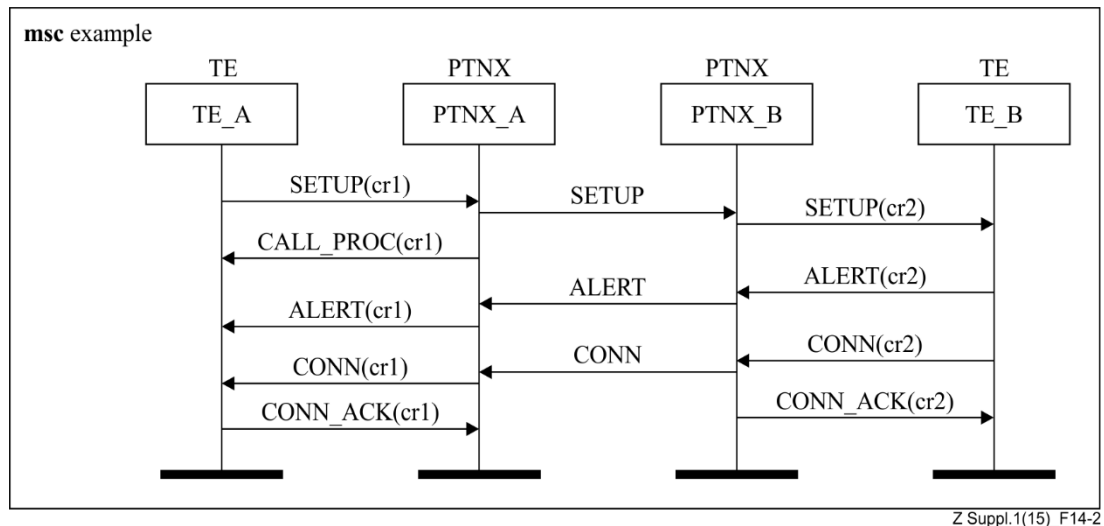 msc example
TE PTNX PTNX TE
TE_A PTNX_A PTNX_B TE_B
SETUP(cr1)
SETUP
SETUP(cr2)
CALL_PROC(cr1)
ALERT(cr2)
ALERT
ALERT(cr1)
CONN(cr2)
CONN
CONN(cr1)
CONN_ACK(cr2)
CONN_ACK(cr1)
Z Suppl.1(15) F14-2